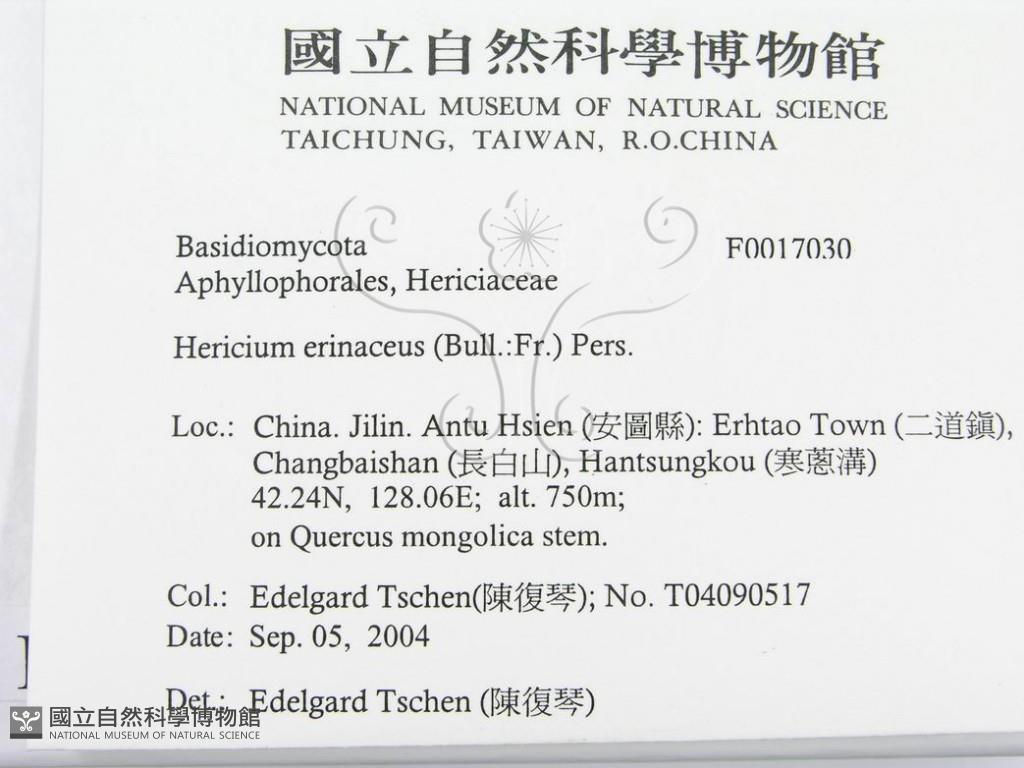 國立自然科學博物館
NATIONAL MUSEUM OF NATURAL SCIENCE
TAICHUNG, TAIWAN, R.O.CHINA
Basidiomycota F0017030
Aphyllophorales, Hericiaceae
Hericium erinaceus (Bull.:Fr.) Pers.
Loc.: China. Jilin. Antu Hsien (安圖縣): Erhtao Town (二道鎭),
Changbaishan (長白山), Hantsungkou (寒蔥溝)
42.24N, 128.06E; alt. 750m;
on Quercus mongolica stem.
Col.: Edelgard Tschen(陳復琴); No. T04090517
Date: Sep. 05, 2004
Det.: Edelgard Tschen (陳復琴)
國立自然科學博物館
NATIONAL MUSEUM OF NATURAL SCIENCE